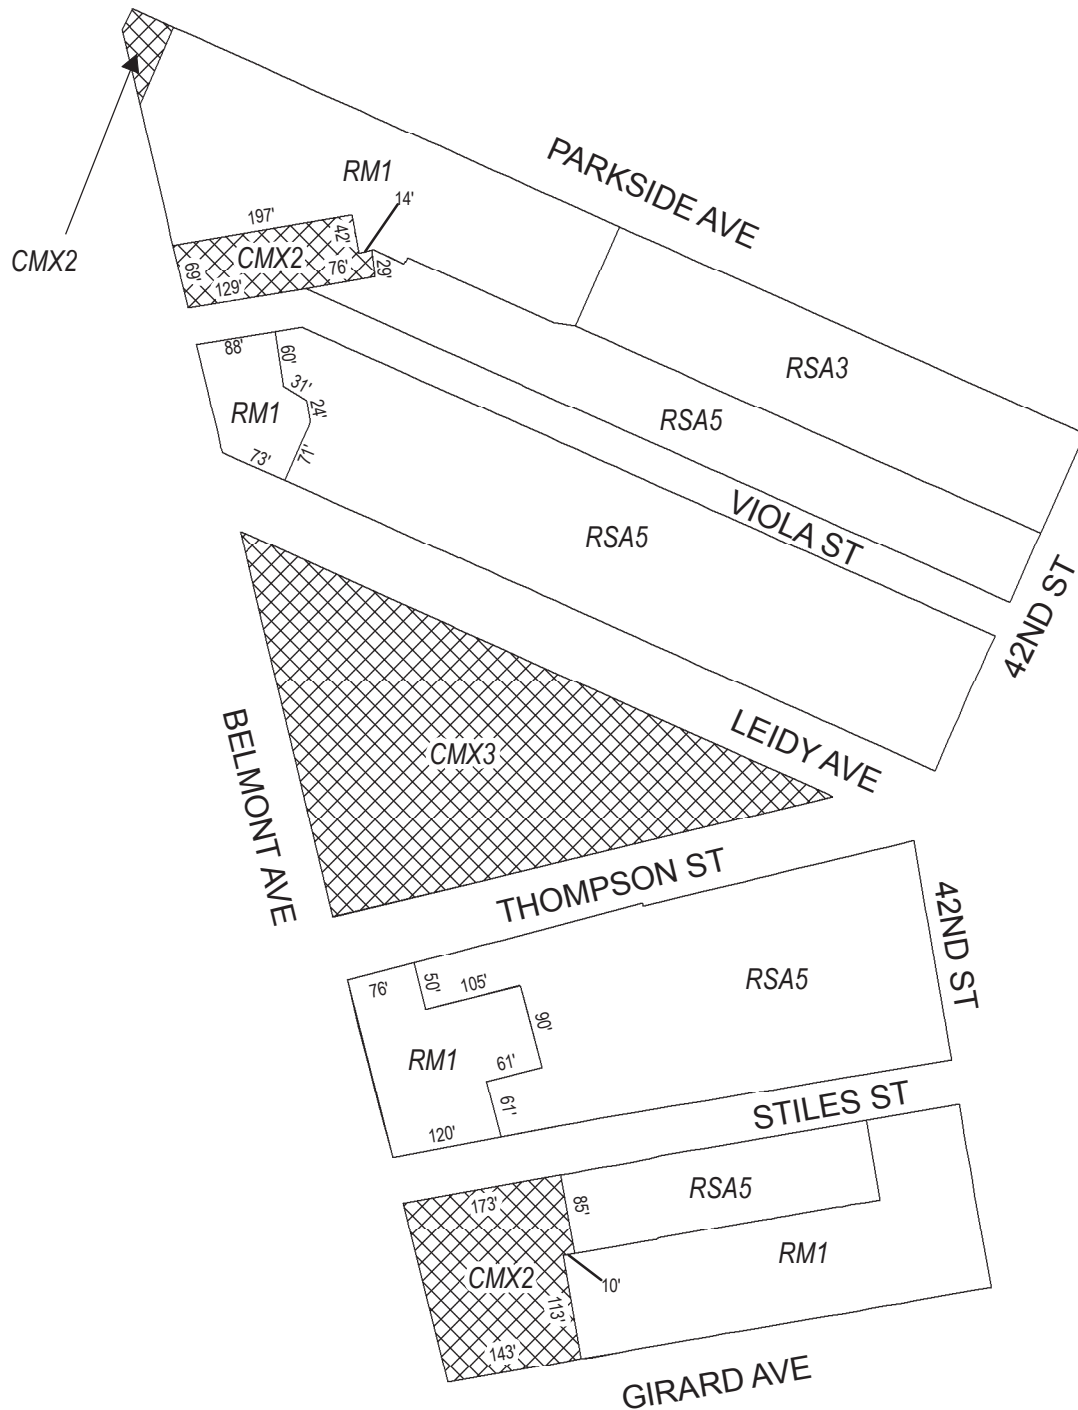 PARKSIDE AVE
RM1
14'
197'
42'
CMX2
CMX2
76'
29'
69'
129'
RSA3
88'
60'
31'
24'
RM1
71'
73'
RSA5
VIOLA ST
RSA5
42ND ST
LEIDY AVE
BELMONT AVE
CMX3
THOMPSON ST
42ND ST
76'
50'
105'
RSA5
90'
RM1
61'
61'
120'
STILES ST
173'
85'
RSA5
RM1
CMX2
10'
113'
143'
GIRARD AVE